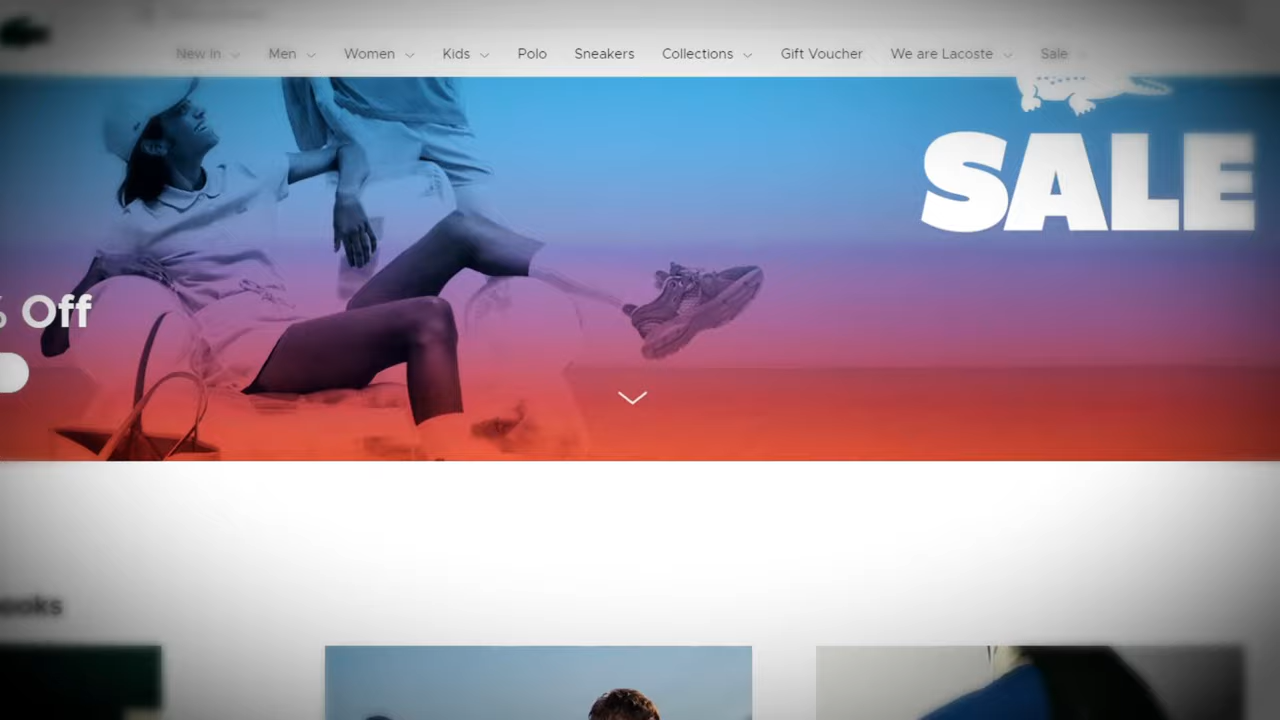 New In Men Women Kids Polo Sneakers Collections Gift Voucher We are Lacoste Sale
SALE
% Off